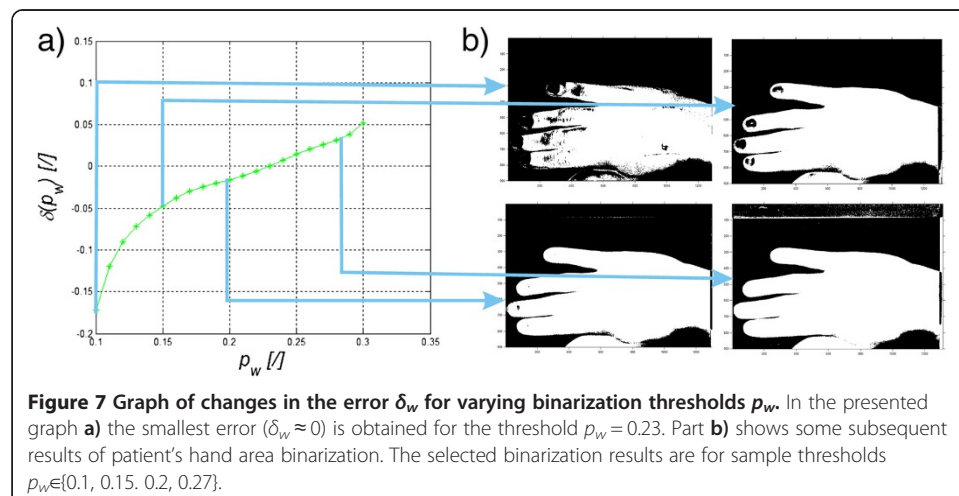 a)
b)
0.15
0.1
0.05
0
-0.05
-0.1
-0.15
-0.2
0.1 0.15 0.2 0.25 0.3 0.35
δ(p_w) [/]
p_w [/]
Figure 7 Graph of changes in the error δ_w for varying binarization thresholds p_w. In the presented
graph a) the smallest error (δ_w ≈ 0) is obtained for the threshold p_w = 0.23. Part b) shows some subsequent
results of patient's hand area binarization. The selected binarization results are for sample thresholds
p_w∈{0.1, 0.15. 0.2, 0.27}.